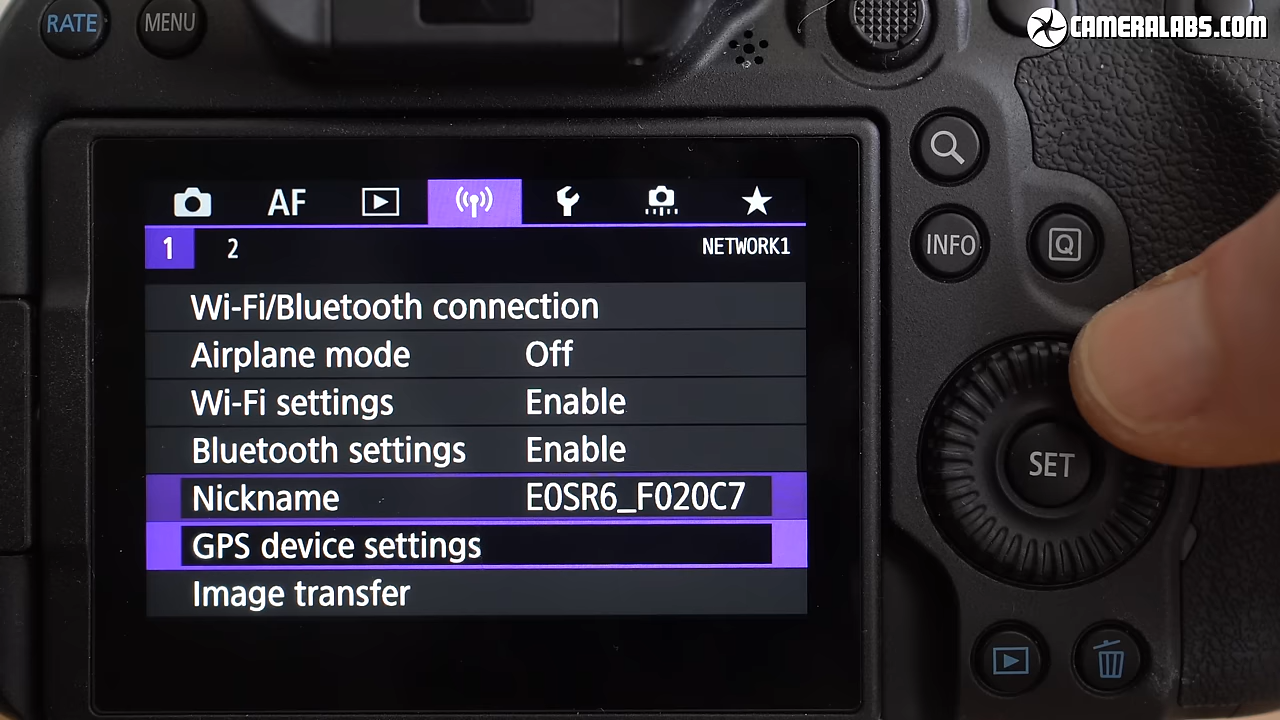 RATE
MENU
CAMERALABS.COM
AF
1 2 NETWORK1
Wi-Fi/Bluetooth connection
Airplane mode Off
Wi-Fi settings Enable
Bluetooth settings Enable
Nickname E0SR6_F020C7
GPS device settings
Image transfer
INFO
Q
SET